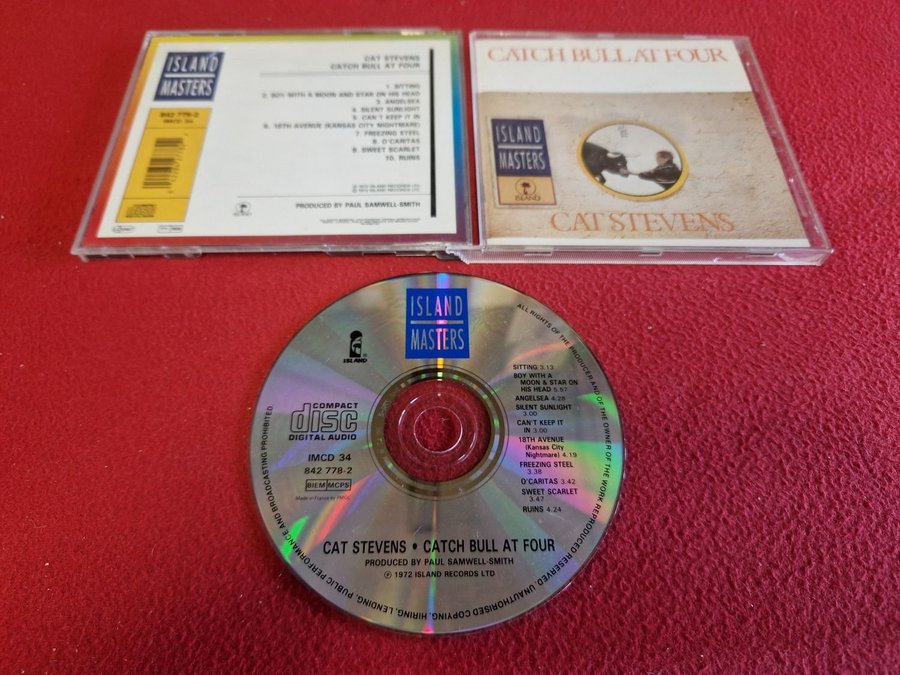 ISLAND
MASTERS
842 778-2
IMCD 34
CAT STEVENS
CATCH BULL AT FOUR
1. SITTING
2. BOY WITH A MOON AND STAR ON HIS HEAD
3. ANGELSEA
4. SILENT SUNLIGHT
5. CAN'T KEEP IT IN
6. 18TH AVENUE (KANSAS CITY NIGHTMARE)
7. FREEZING STEEL
8. O'CARITAS
9. SWEET SCARLET
10. RUINS
ISLAND
PRODUCED BY PAUL SAMWELL-SMITH
CATCH BULL AT FOUR
ISLAND
MASTERS
ISLAND
CAT STEVENS
ISLAND
MASTERS
ISLAND
COMPACT
disc
DIGITAL AUDIO
IMCD 34
842 778-2
BIEM MCPS
Made in France by PMDC
SITTING 3.13
BOY WITH A
MOON & STAR ON
HIS HEAD 5.57
ANGELSEA 4.28
SILENT SUNLIGHT
3.00
CAN'T KEEP IT
IN 3.00
18TH AVENUE
(Kansas City
Nightmare) 4.19
FREEZING STEEL
3.38
O'CARITAS 3.42
SWEET SCARLET
3.47
RUINS 4.24
CAT STEVENS • CATCH BULL AT FOUR
PRODUCED BY PAUL SAMWELL-SMITH
℗ 1972 ISLAND RECORDS LTD
ALL RIGHTS OF THE PRODUCER AND OF THE OWNER OF THE WORK REPRODUCED RESERVED. UNAUTHORISED COPYING, HIRING, LENDING, PUBLIC PERFORMANCE AND BROADCASTING PROHIBITED